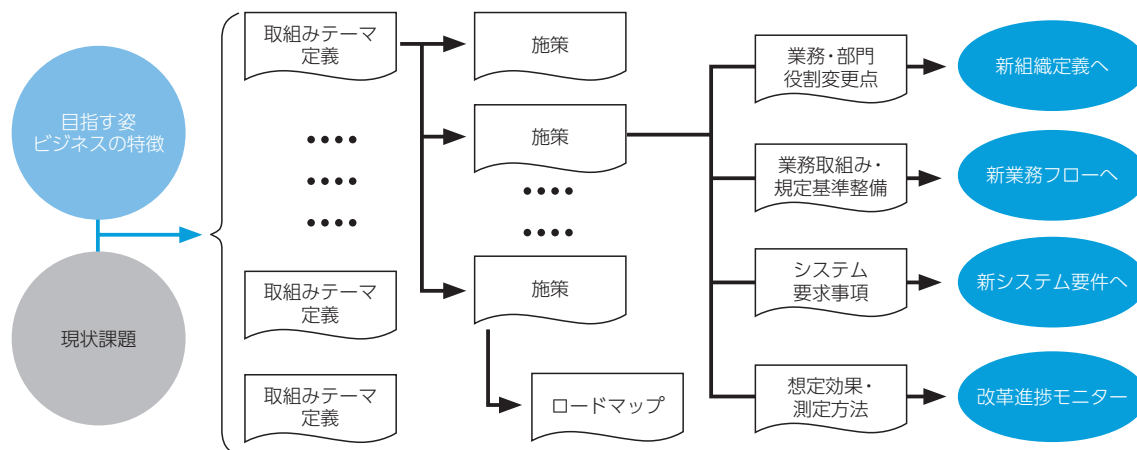 目指す姿
ビジネスの特徴
現状課題
取組みテーマ
定義
取組みテーマ
定義
取組みテーマ
定義
施策
施策
施策
ロードマップ
業務・部門
役割変更点
業務取組み・
規定基準整備
システム
要求事項
想定効果・
測定方法
新組織定義へ
新業務フローへ
新システム要件へ
改革進捗モニター